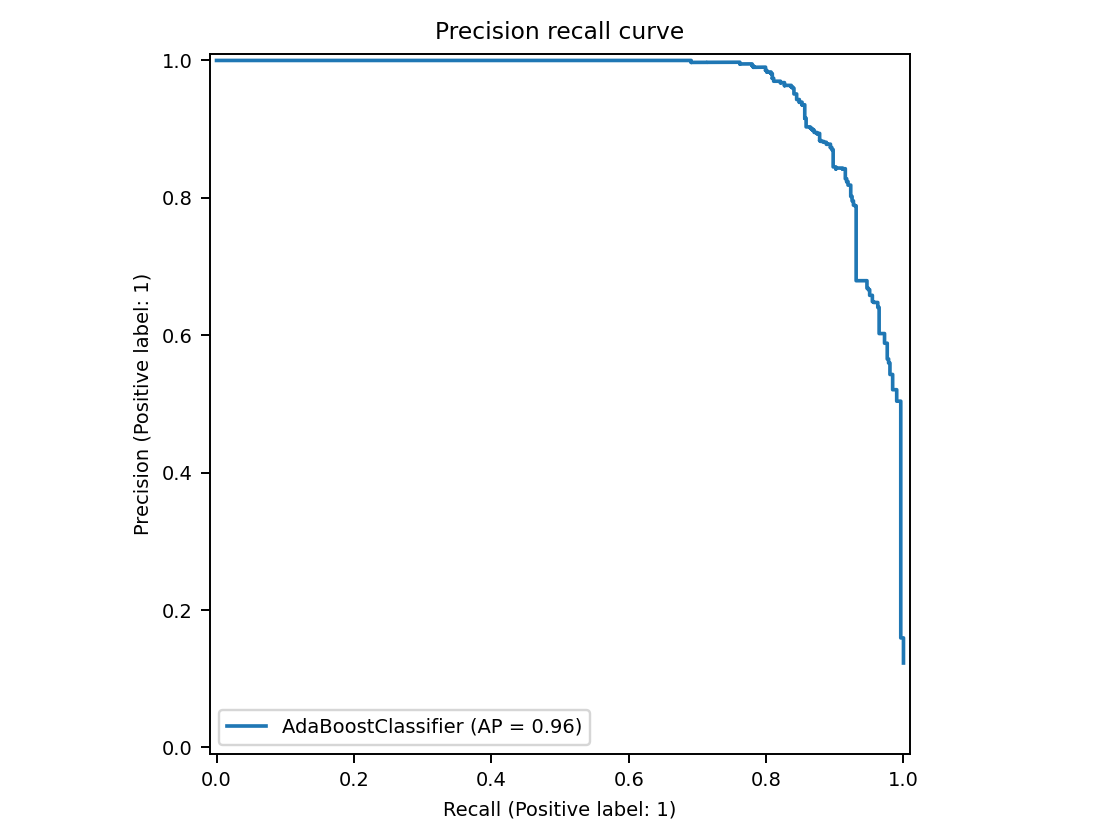 Precision recall curve
1.0
0.8
0.6
0.4
0.2
0.0
Precision (Positive label: 1)
AdaBoostClassifier (AP = 0.96)
0.0 0.2 0.4 0.6 0.8 1.0
Recall (Positive label: 1)